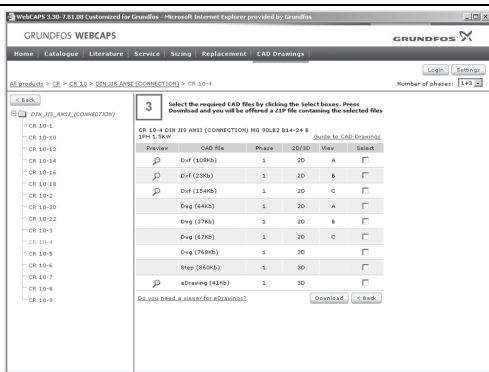 WebCAPS 3.30-7.81.08 Customized for Grundfos - Microsoft Internet Explorer provided by Grundfos
GRUNDFOS WEBCAPS
GRUNDFOS
Home Catalogue Literature Service Sizing Replacement CAD Drawings
Login Settings
All products > CR > CR 10 > DIN JIS ANSI (CONNECTION) > CR 10-4
Number of phases: 1+3
< Back
DIN_JIS_ANSI_(CONNECTION)
CR 10-1
CR 10-10
CR 10-12
CR 10-14
CR 10-16
CR 10-18
CR 10-2
CR 10-20
CR 10-22
CR 10-3
CR 10-4
CR 10-5
CR 10-6
CR 10-7
CR 10-8
CR 10-9
3
Select the required CAD files by clicking the Select boxes. Press
Download and you will be offered a ZIP file containing the selected files
CR 10-4 DIN JIS ANSI (CONNECTION) MG 90LB2 B14-24 B
1PH 1.5KW
Guide to CAD Drawings
Preview CAD file Phase 2D/3D View Select
Dxf (108Kb) 1 2D A
Dxf (23Kb) 1 2D B
Dxf (154Kb) 1 2D C
Dwg (64Kb) 1 2D A
Dwg (37Kb) 1 2D B
Dwg (67Kb) 1 2D C
Dwg (768Kb) 1 3D
Step (860Kb) 1 3D
eDrawing (41Kb) 1 3D
Do you need a viewer for eDrawings?
Download < Back